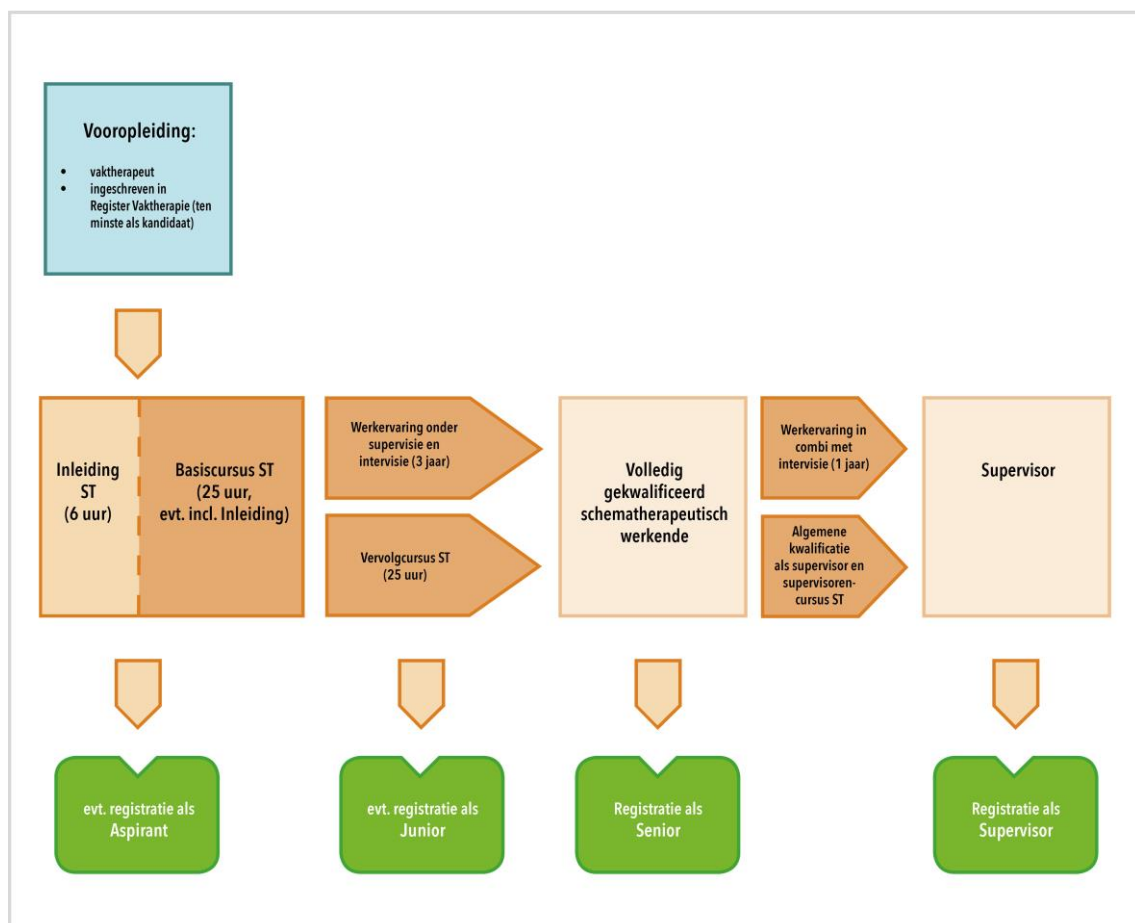 Vooropleiding:
• vaktherapeut
• ingeschreven in
Register Vaktherapie (ten
minste als kandidaat)
Inleiding
ST
(6 uur)
Basiscursus ST
(25 uur,
evt. incl. Inleiding)
Werkervaring onder
supervisie en
intervisie (3 jaar)
Vervolgcursus ST
(25 uur)
Volledig
gekwalificeerd
schematherapeutisch
werkende
Werkervaring in
combi met
intervisie (1 jaar)
Algemene
kwalificatie
als supervisor en
supervisoren-
cursus ST
Supervisor
evt. registratie als
Aspirant
evt. registratie als
Junior
Registratie als
Senior
Registratie als
Supervisor